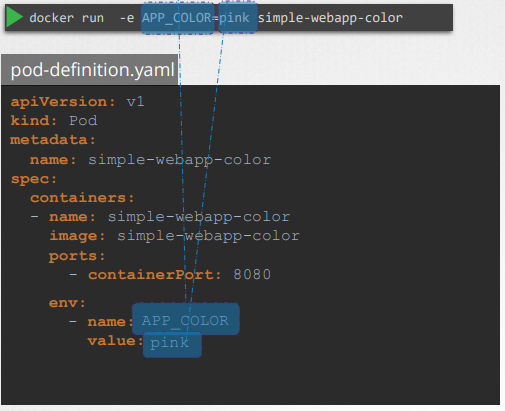 docker run -e APP_COLOR=pink simple-webapp-color
pod-definition.yaml
apiVersion: v1
kind: Pod
metadata:
  name: simple-webapp-color
spec:
  containers:
  - name: simple-webapp-color
    image: simple-webapp-color
    ports:
      - containerPort: 8080
    env:
      - name: APP_COLOR
        value: pink